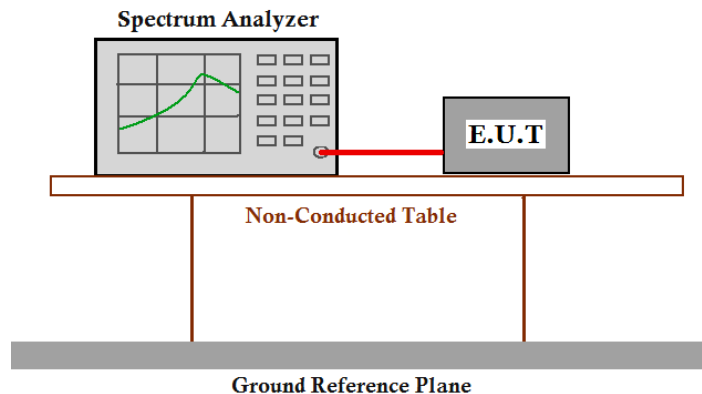 Spectrum Analyzer
E.U.T
Non-Conducted Table
Ground Reference Plane